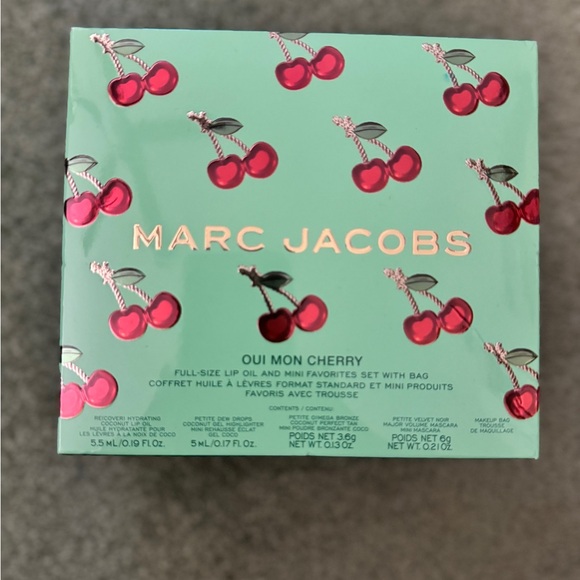 MARC JACOBS
OUI MON CHERRY
FULL-SIZE LIP OIL AND MINI FAVORITES SET WITH BAG
COFFRET HUILE À LÈVRES FORMAT STANDARD ET MINI PRODUITS
FAVORIS AVEC TROUSSE
CONTENTS / CONTENU:
RE(COVER) HYDRATING
COCONUT LIP OIL
HUILE HYDRATANTE POUR
LES LÈVRES À LA NOIX DE COCO
5.5 mL/0.19 Fl.Oz.
PETITE DEW DROPS
COCONUT GEL HIGHLIGHTER
MINI REHAUSSE ÉCLAT
GEL COCO
5 mL/0.17 Fl.Oz.
PETITE O!MEGA BRONZE
COCONUT PERFECT TAN
MINI POUDRE BRONZANTE COCO
POIDS NET 3.6g
NET WT. 0.13 Oz.
PETITE VELVET NOIR
MAJOR VOLUME MASCARA
MINI MASCARA
POIDS NET 6g
NET WT. 0.21 Oz.
MAKEUP BAG
TROUSSE
DE MAQUILLAGE